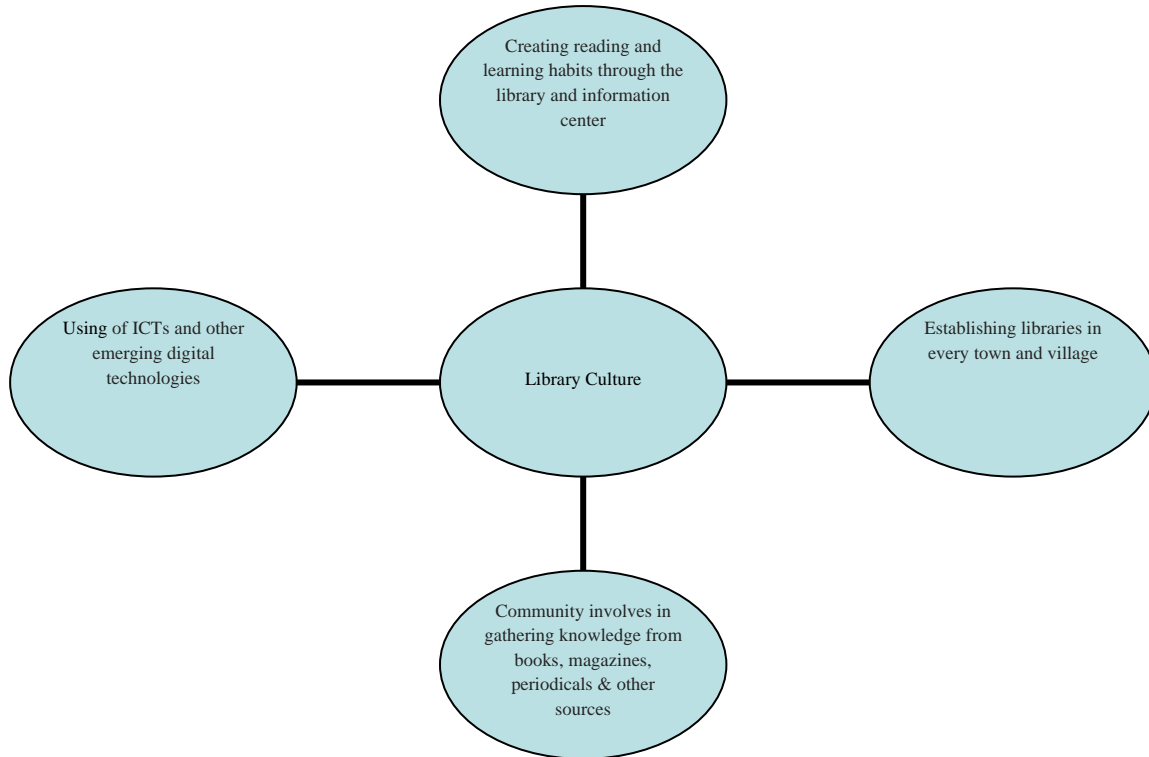 Creating reading and
learning habits through the
library and information
center
Using of ICTs and other
emerging digital
technologies
Library Culture
Establishing libraries in
every town and village
Community involves in
gathering knowledge from
books, magazines,
periodicals & other
sources